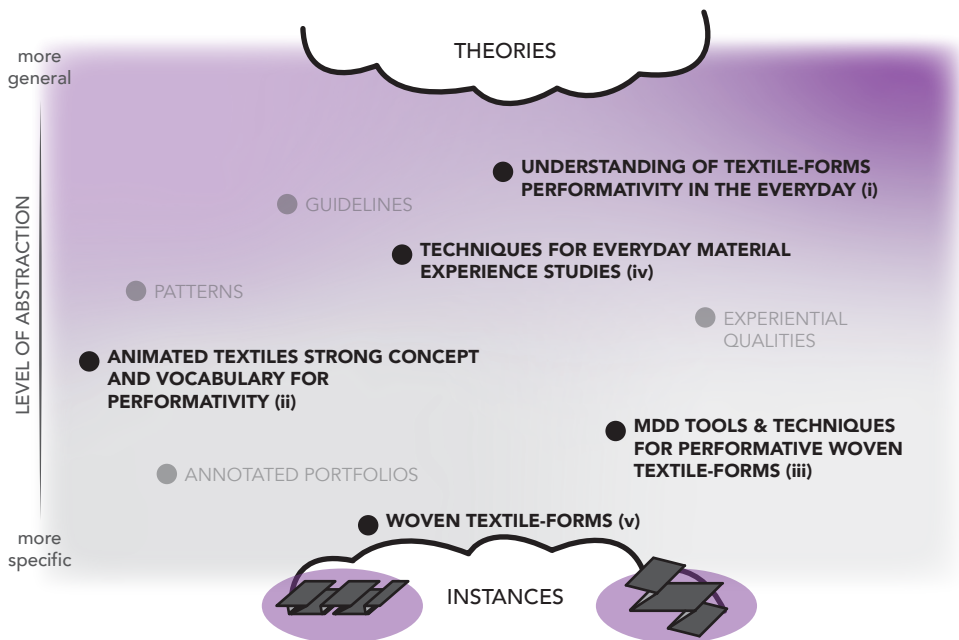 THEORIES
more
general
UNDERSTANDING OF TEXTILE-FORMS
PERFORMATIVITY IN THE EVERYDAY (i)
GUIDELINES
TECHNIQUES FOR EVERYDAY MATERIAL
EXPERIENCE STUDIES (iv)
LEVEL OF ABSTRACTION
PATTERNS
EXPERIENTIAL
QUALITIES
ANIMATED TEXTILES STRONG CONCEPT
AND VOCABULARY FOR
PERFORMATIVITY (ii)
MDD TOOLS & TECHNIQUES
FOR PERFORMATIVE WOVEN
TEXTILE-FORMS (iii)
ANNOTATED PORTFOLIOS
WOVEN TEXTILE-FORMS (v)
more
specific
INSTANCES